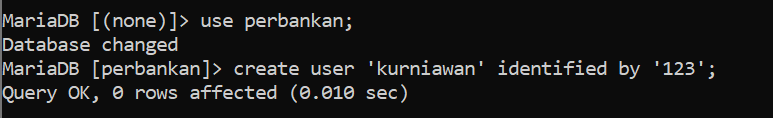 MariaDB [(none)]> use perbankan;
Database changed
MariaDB [perbankan]> create user 'kurniawan' identified by '123';
Query OK, 0 rows affected (0.010 sec)